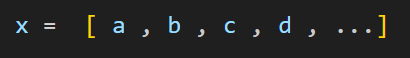 x = [ a , b , c , d , ...]